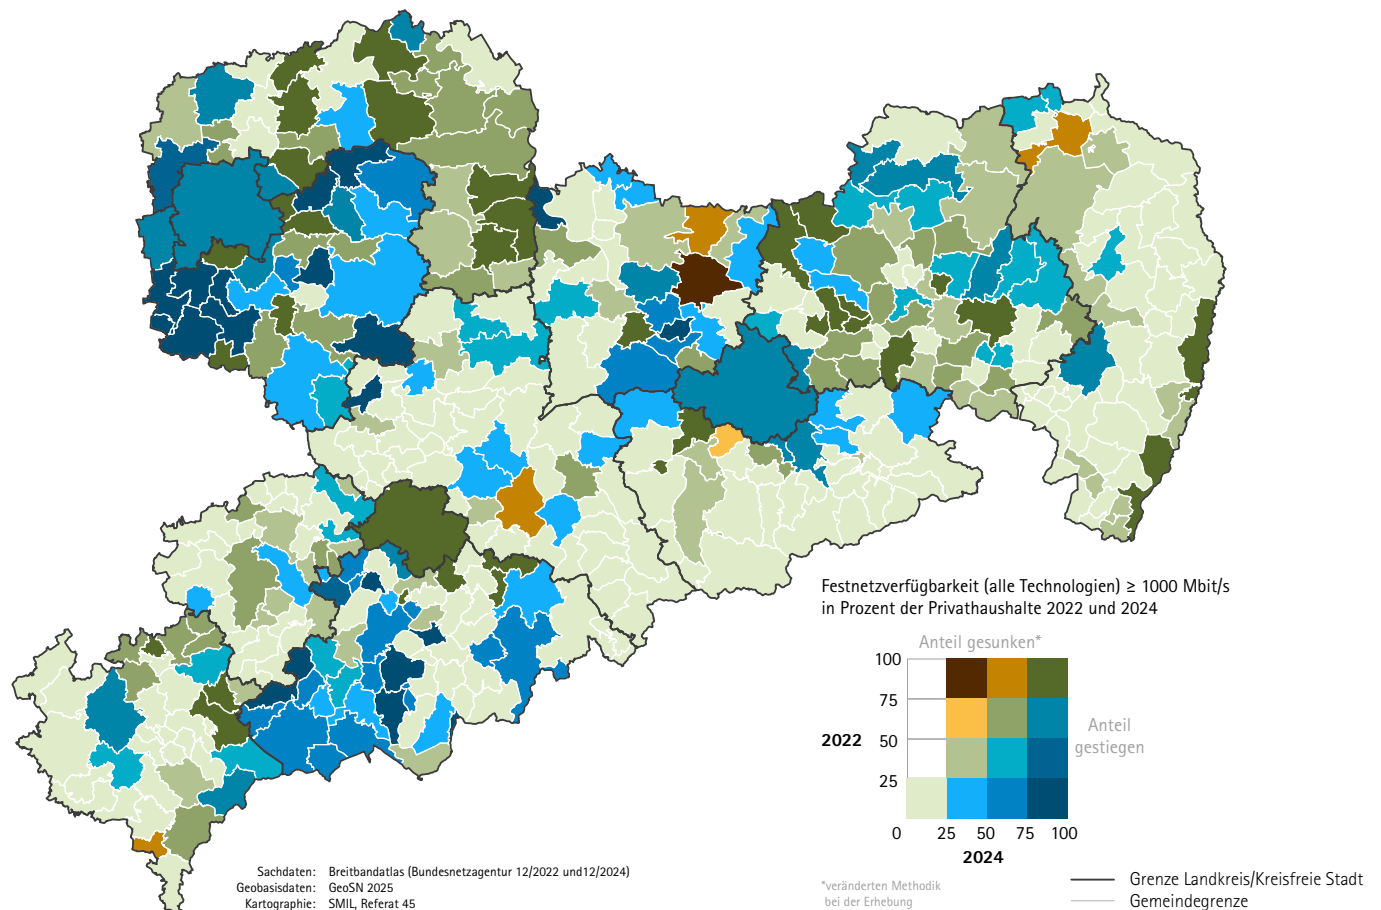 Festnetzverfügbarkeit (alle Technologien) ≥ 1000 Mbit/s
in Prozent der Privathaushalte 2022 und 2024
Anteil gesunken*
100
75
Anteil
gestiegen
2022
50
25
0
25
50
75
100
2024
Sachdaten: Breitbandatlas (Bundesnetzagentur 12/2022 und12/2024)
Geobasisdaten: GeoSN 2025
Kartographie: SMIL, Referat 45
*veränderten Methodik
bei der Erhebung
Grenze Landkreis/Kreisfreie Stadt
Gemeindegrenze